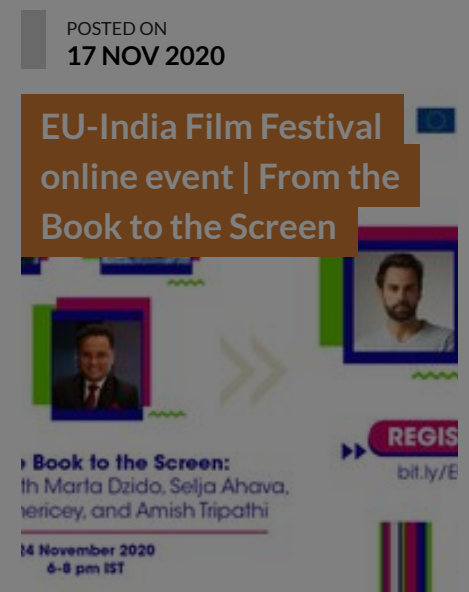 POSTED ON
17 NOV 2020
EU-India Film Festival
online event | From the
Book to the Screen
Book to the Screen:
th Marta Dzido, Selja Ahava,
ericey, and Amish Tripathi
24 November 2020
6-8 pm IST
REGIS
bit.ly/E